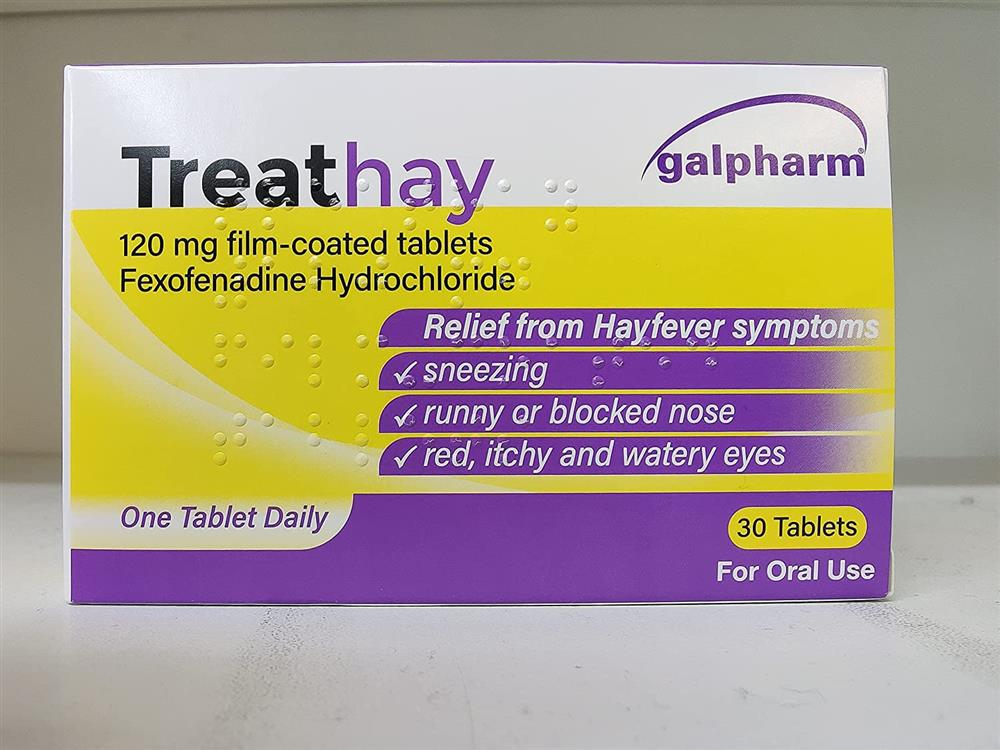 Treathay
galpharm®
120 mg film-coated tablets
Fexofenadine Hydrochloride
Relief from Hayfever symptoms
✓ sneezing
✓ runny or blocked nose
✓ red, itchy and watery eyes
One Tablet Daily
30 Tablets
For Oral Use